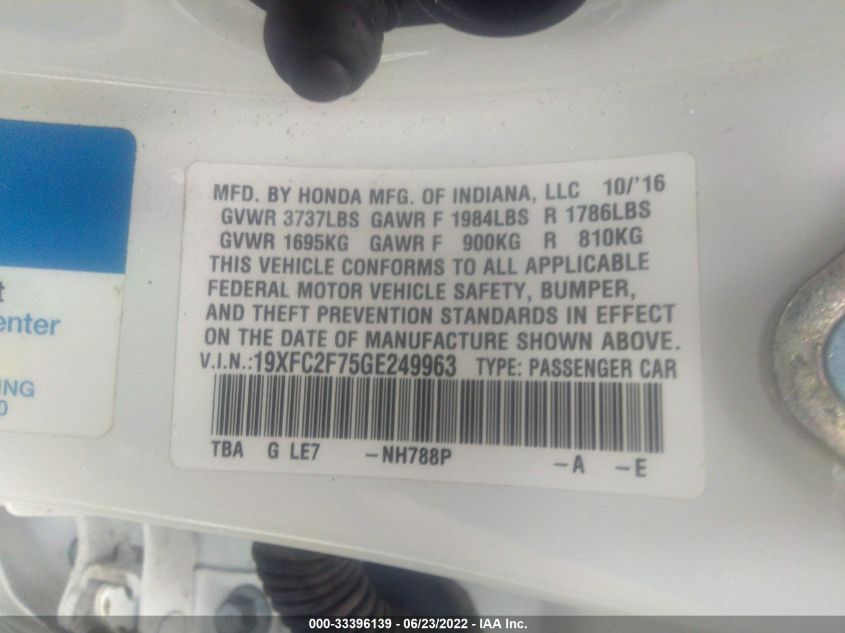 MFD. BY HONDA MFG. OF INDIANA, LLC 10/'16
GVWR 3737LBS GAWR F 1984LBS R 1786LBS
GVWR 1695KG GAWR F 900KG R 810KG
THIS VEHICLE CONFORMS TO ALL APPLICABLE
FEDERAL MOTOR VEHICLE SAFETY, BUMPER,
AND THEFT PREVENTION STANDARDS IN EFFECT
ON THE DATE OF MANUFACTURE SHOWN ABOVE.
V.I.N.:19XFC2F75GE249963 TYPE: PASSENGER CAR
TBA G LE7 -NH788P -A -E
t
enter
ING
0
000-33396139 - 06/23/2022 - IAA Inc.